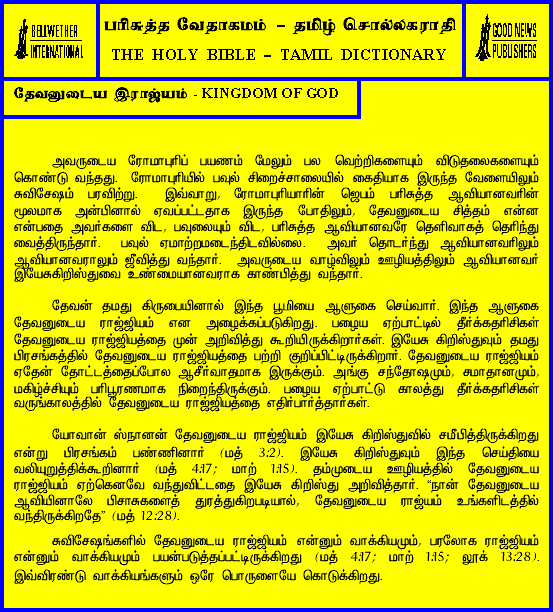 BELLWETHER
INTERNATIONAL
பரிசுத்த வேதாகமம் – தமிழ் சொல்லகராதி
THE HOLY BIBLE – TAMIL DICTIONARY
GOOD NEWS
PUBLISHERS
தேவனுடைய இராஜ்யம் - KINGDOM OF GOD
அவருடைய ரோமாபுரிப் பயணம் மேலும் பல வெற்றிகளையும் விடுதலைகளையும்
கொண்டு வந்தது. ரோமாபுரியில் பவுல் சிறைச்சாலையில் கைதியாக இருந்த வேளையிலும்
சுவிசேஷம் பரவிற்று. இவ்வாறு, ரோமாபுரியாரின் ஜெபம் பரிசுத்த ஆவியானவரின்
மூலமாக அன்பினால் ஏவப்பட்டதாக இருந்த போதிலும், தேவனுடைய சித்தம் என்ன
என்பதை அவர்களை விட, பவுலையும் விட, பரிசுத்த ஆவியானவரே தெளிவாகத் தெரிந்து
வைத்திருந்தார். பவுல் ஏமாற்றமடைந்திடவில்லை. அவர் தொடர்ந்து ஆவியானவரிலும்
ஆவியானவராலும் ஜீவித்து வந்தார். அவருடைய வாழ்விலும் ஊழியத்திலும் ஆவியானவர்
இயேசுகிறிஸ்துவை உண்மையானவராக காண்பித்து வந்தார்.
தேவன் தமது கிருபையினால் இந்த பூமியை ஆளுகை செய்வார். இந்த ஆளுகை
தேவனுடைய ராஜ்ஜியம் என அழைக்கப்படுகிறது. பழைய ஏற்பாட்டில் தீர்க்கதரிசிகள்
தேவனுடைய ராஜ்ஜியத்தை முன் அறிவித்து கூறியிருக்கிறார்கள். இயேசு கிறிஸ்துவும் தமது
பிரசங்கத்தில் தேவனுடைய ராஜ்ஜியத்தை பற்றி குறிப்பிட்டிருக்கிறார். தேவனுடைய ராஜ்ஜியம்
ஏதேன் தோட்டத்தைப்போல ஆசீர்வாதமாக இருக்கும். அங்கு சந்தோஷமும், சமாதானமும்,
மகிழ்ச்சியும் பரிபூரணமாக நிறைந்திருக்கும். பழைய ஏற்பாட்டு காலத்து தீர்க்கதரிசிகள்
வருங்காலத்தில் தேவனுடைய ராஜ்ஜியத்தை எதிர்பார்த்தார்கள்.
யோவான் ஸ்நானன் தேவனுடைய ராஜ்ஜியம் இயேசு கிறிஸ்துவில் சமீபித்திருக்கிறது
என்று பிரசங்கம் பண்ணினார் (மத் 3:2). இயேசு கிறிஸ்துவும் இந்த செய்தியை
வலியுறுத்திக்கூறினார் (மத் 4:17; மாற் 1:15). தம்முடைய ஊழியத்தில் தேவனுடைய
ராஜ்ஜியம் ஏற்கெனவே வந்துவிட்டதை இயேசு கிறிஸ்து அறிவித்தார். “நான் தேவனுடைய
ஆவியினாலே பிசாசுகளைத் துரத்துகிறபடியால், தேவனுடைய ராஜ்யம் உங்களிடத்தில்
வந்திருக்கிறதே” (மத் 12:28).
சுவிசேஷங்களில் தேவனுடைய ராஜ்ஜியம் என்னும் வாக்கியமும், பரலோக ராஜ்ஜியம்
என்னும் வாக்கியமும் பயன்படுத்தப்பட்டிருக்கிறது (மத் 4:17; மாற் 1:15; லூக் 13:28).
இவ்விரண்டு வாக்கியங்களும் ஒரே பொருளையே கொடுக்கிறது.